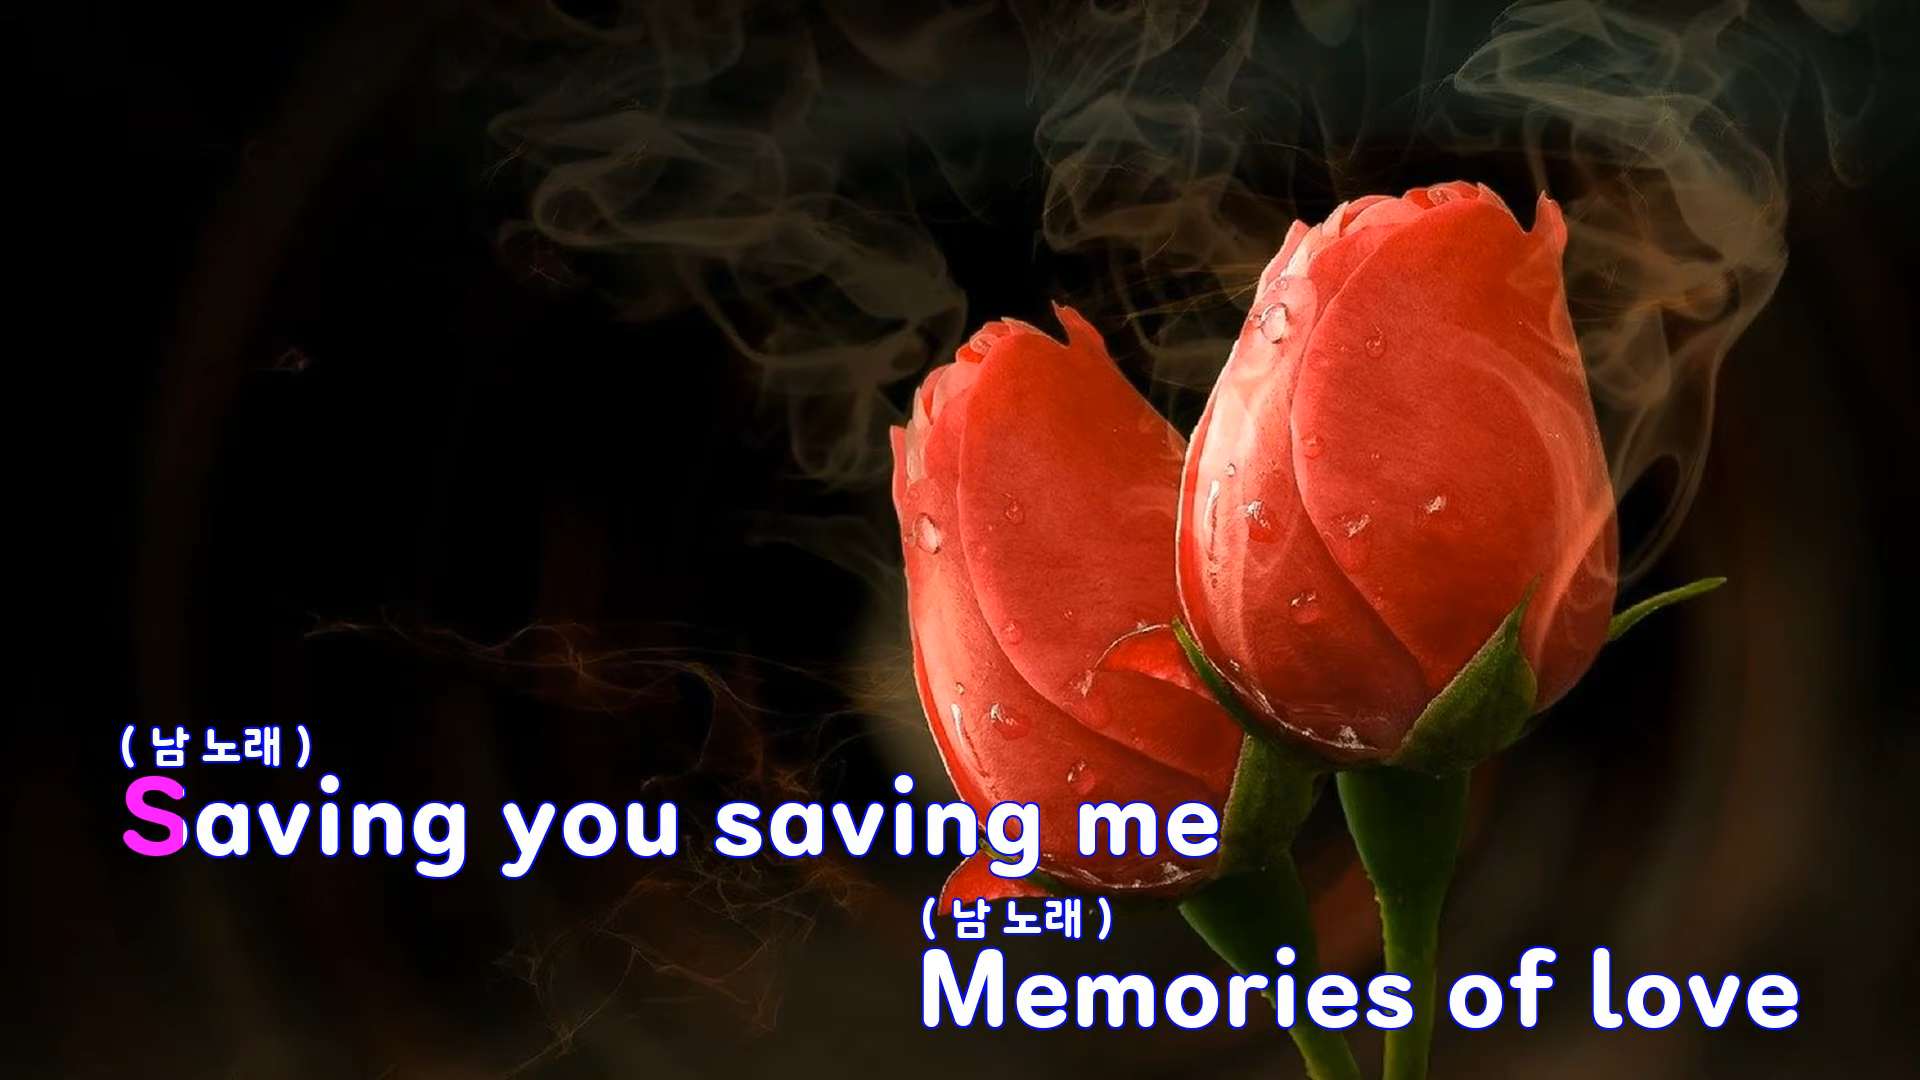 ( 남 노래 )
Saving you saving me
( 남 노래 )
Memories of love